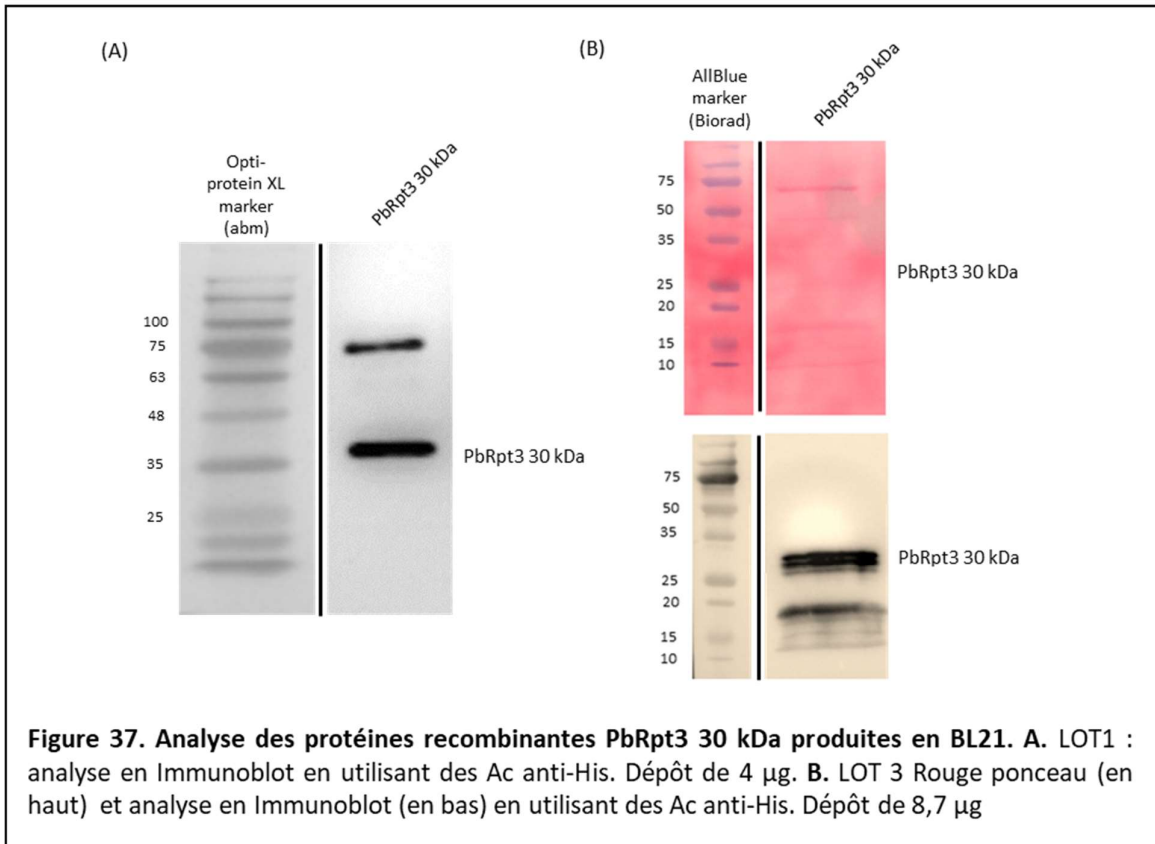 (A)
Opti-
protein XL
marker
(abm)
PbRpt3 30 kDa
100
75
63
48
35
25
PbRpt3 30 kDa
(B)
AllBlue
marker
(Biorad)
PbRpt3 30 kDa
75
50
35
25
20
15
10
PbRpt3 30 kDa
75
50
35
25
20
15
10
PbRpt3 30 kDa
Figure 37. Analyse des protéines recombinantes PbRpt3 30 kDa produites en BL21. A. LOT1 :
analyse en Immunoblot en utilisant des Ac anti-His. Dépôt de 4 µg. B. LOT 3 Rouge ponceau (en
haut) et analyse en Immunoblot (en bas) en utilisant des Ac anti-His. Dépôt de 8,7 µg